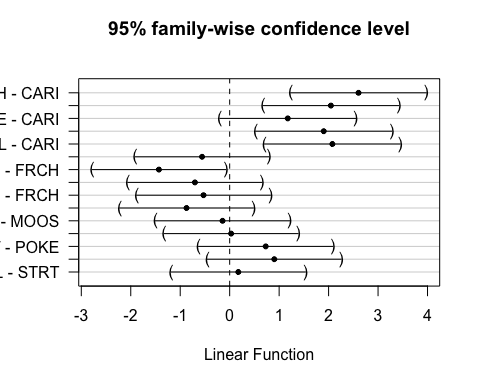 95% family-wise confidence level
H - CARI
E - CARI
L - CARI
- FRCH
- FRCH
- MOOS
- POKE
L - STRT
-3 -2 -1 0 1 2 3 4
Linear Function